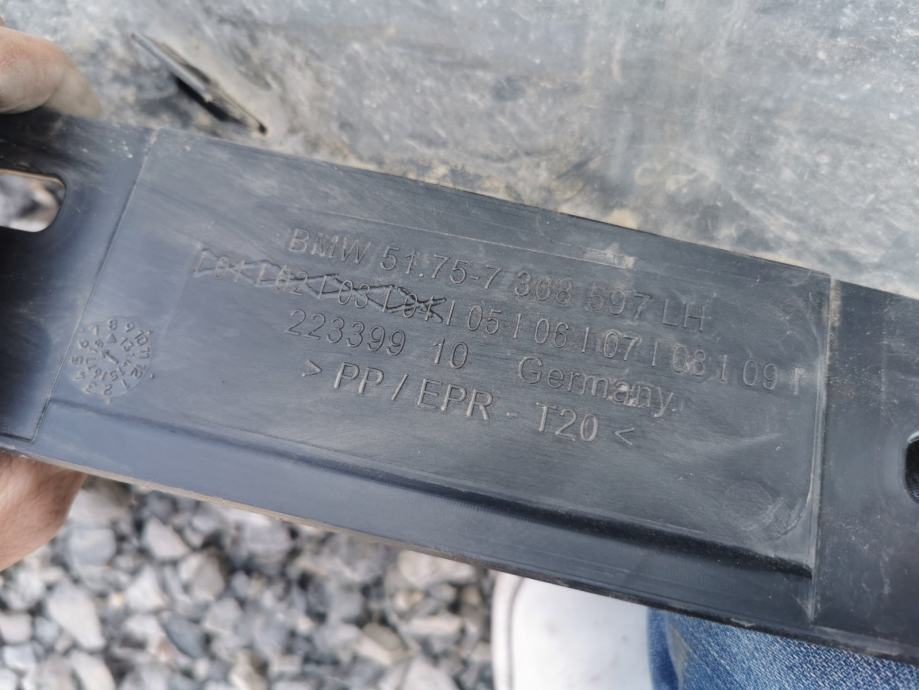 BMW 51.75-7 308 597 LH
| 01 | 02 | 03 | 04 | 05 | 06 | 07 | 08 | 09 |
223399 10 Germany
> PP / EPR - T20 <